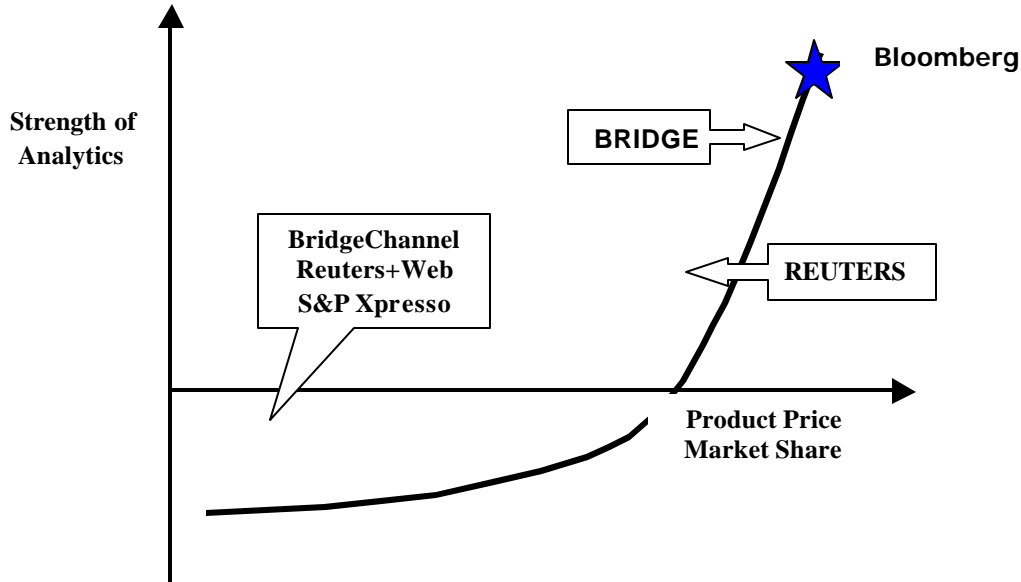 Bloomberg
Strength of
Analytics
BRIDGE
BridgeChannel
Reuters+Web
S&P Xpresso
REUTERS
Product Price
Market Share